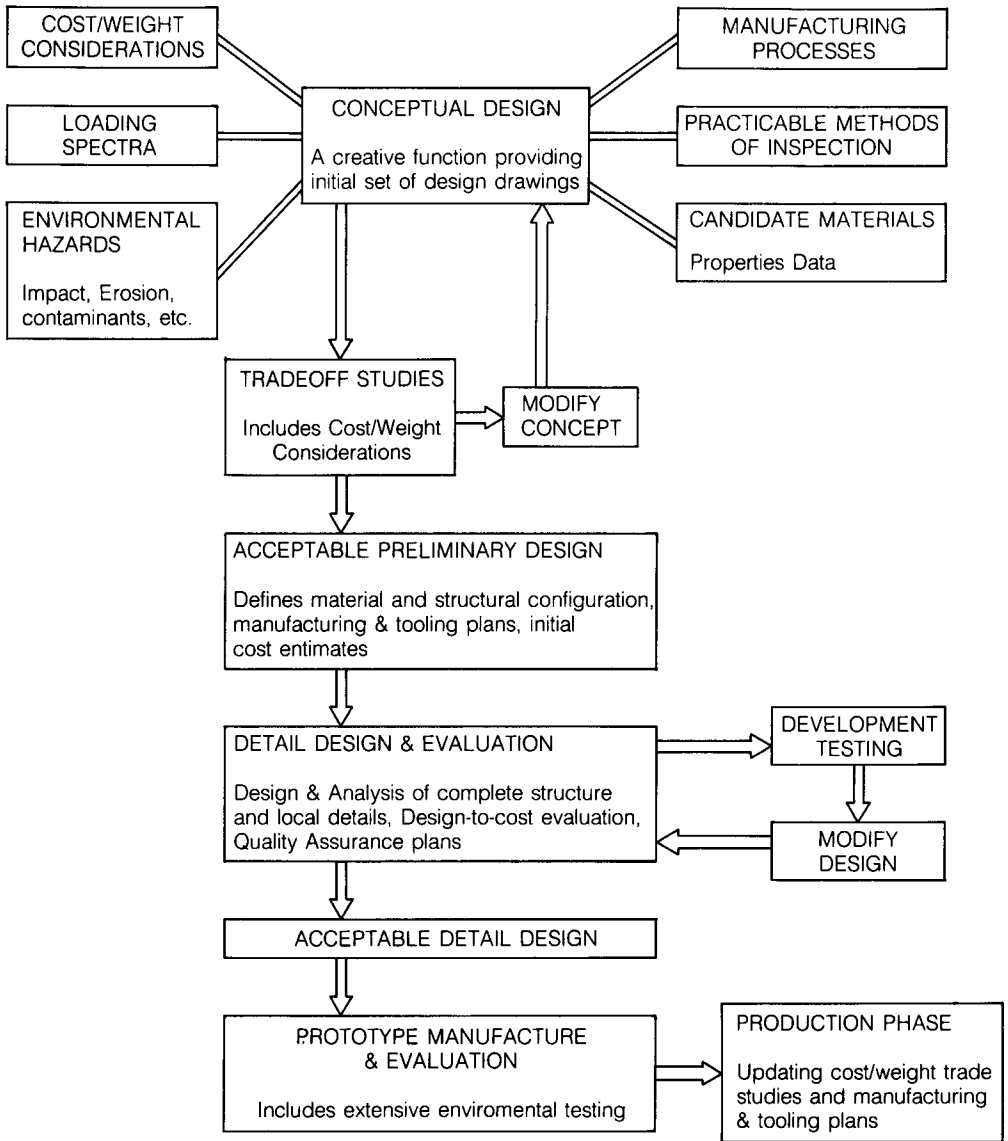 COST/WEIGHT
CONSIDERATIONS
LOADING
SPECTRA
ENVIRONMENTAL
HAZARDS
Impact, Erosion,
contaminants, etc.
CONCEPTUAL DESIGN
A creative function providing
initial set of design drawings
MANUFACTURING
PROCESSES
PRACTICABLE METHODS
OF INSPECTION
CANDIDATE MATERIALS
Properties Data
TRADEOFF STUDIES
Includes Cost/Weight
Considerations
MODIFY
CONCEPT
ACCEPTABLE PRELIMINARY DESIGN
Defines material and structural configuration,
manufacturing & tooling plans, initial
cost entimates
DETAIL DESIGN & EVALUATION
Design & Analysis of complete structure
and local details, Design-to-cost evaluation,
Quality Assurance plans
DEVELOPMENT
TESTING
MODIFY
DESIGN
ACCEPTABLE DETAIL DESIGN
PROTOTYPE MANUFACTURE
& EVALUATION
Includes extensive enviromental testing
PRODUCTION PHASE
Updating cost/weight trade
studies and manufacturing
& tooling plans